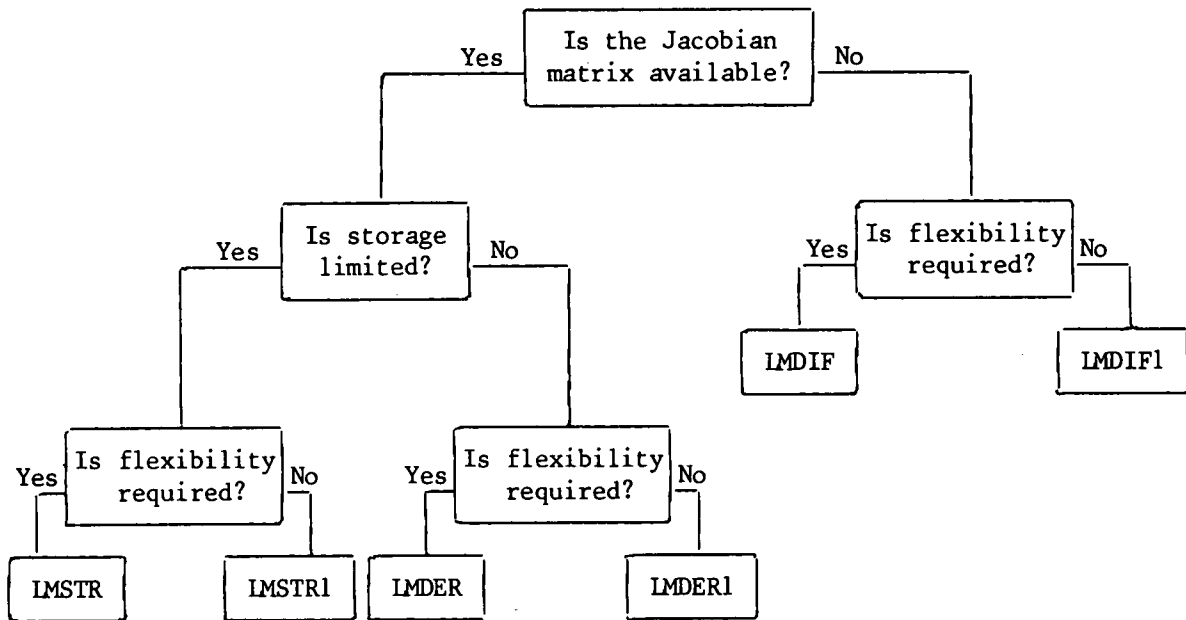 Is the Jacobian
matrix available?
Yes
No
Is storage
limited?
Yes
No
Is flexibility
required?
Yes
No
LMDIF
LMDIF1
Is flexibility
required?
Yes
No
Is flexibility
required?
Yes
No
LMSTR
LMSTR1
LMDER
LMDER1